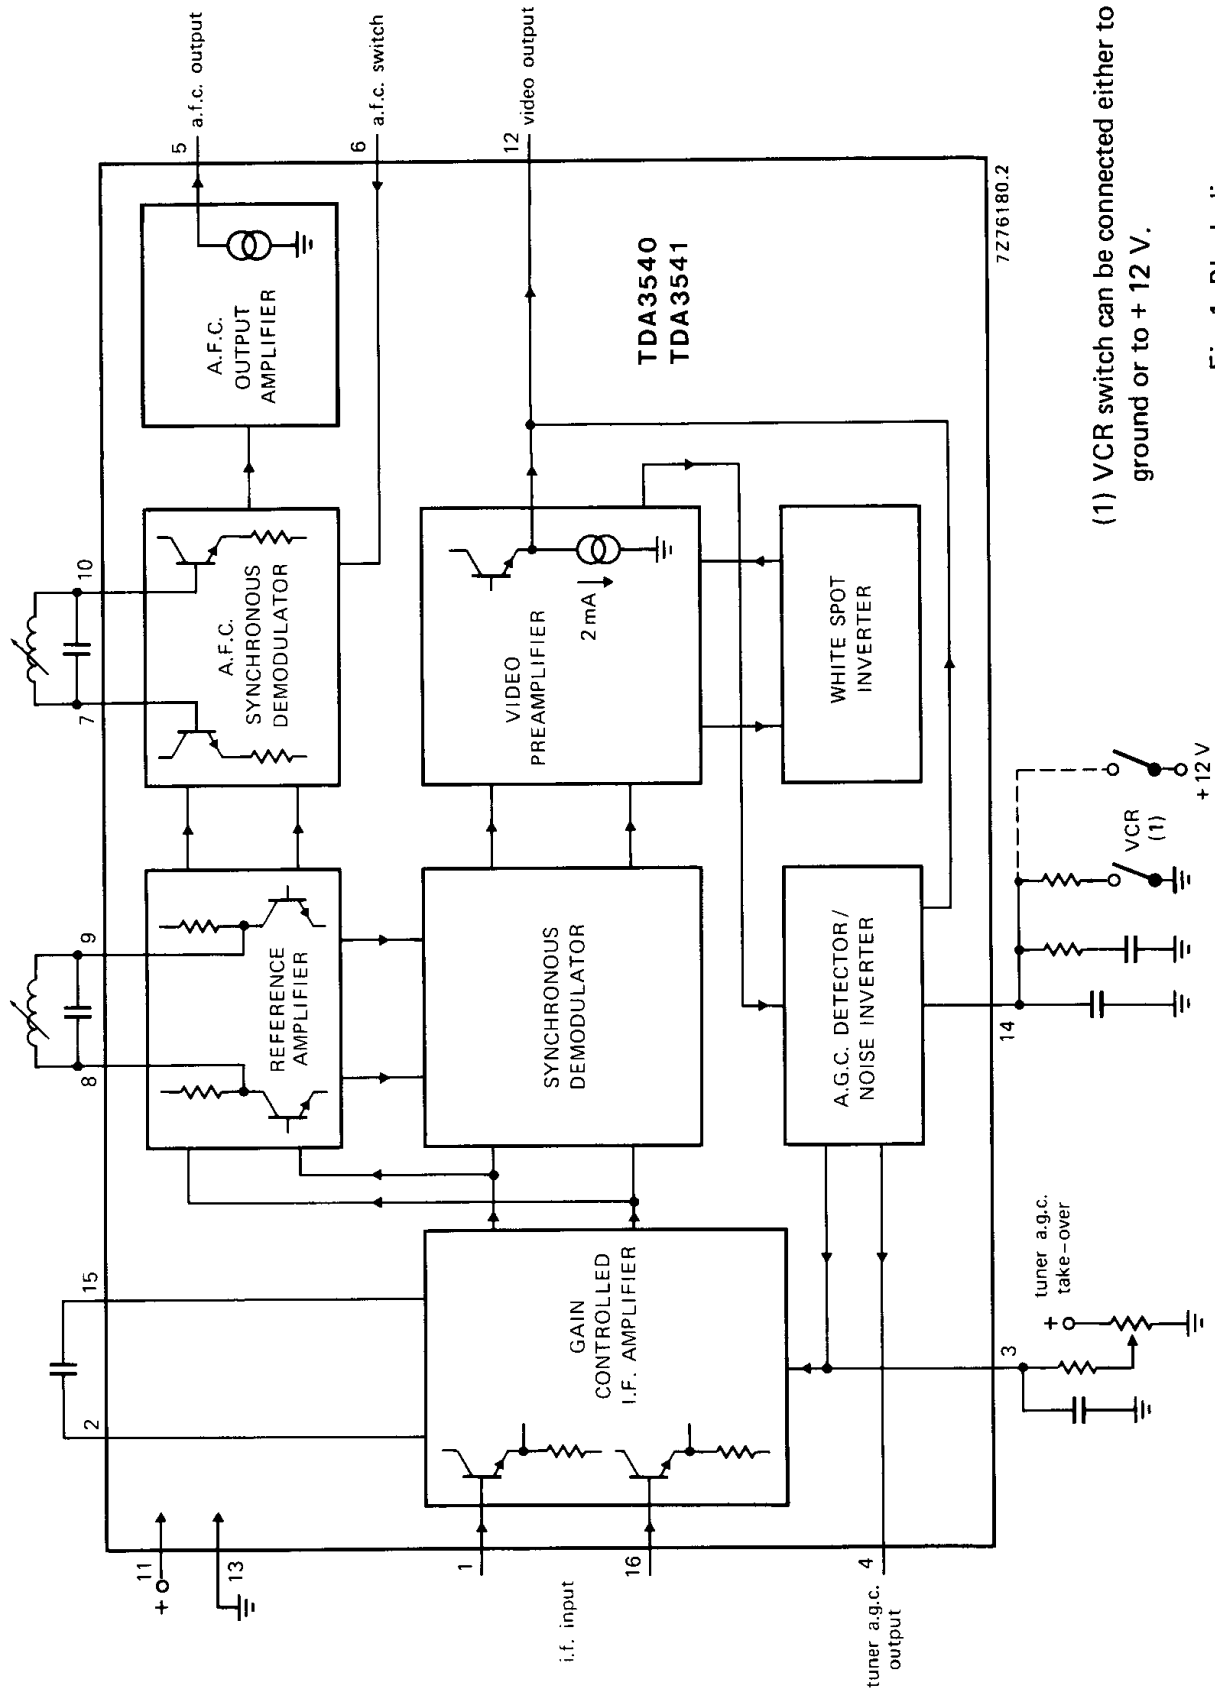 +
11
13
2
15
8
9
7
10
5
a.f.c. output
6
a.f.c. switch
12
video output
REFERENCE
AMPLIFIER
A.F.C.
SYNCHRONOUS
DEMODULATOR
A.F.C.
OUTPUT
AMPLIFIER
i.f. input
1
16
GAIN
CONTROLLED
I.F. AMPLIFIER
SYNCHRONOUS
DEMODULATOR
VIDEO
PREAMPLIFIER
2 mA
TDA3540
TDA3541
A.G.C. DETECTOR/
NOISE INVERTER
WHITE SPOT
INVERTER
tuner a.g.c.
output
4
3
14
7Z76180.2
tuner a.g.c.
take-over
+
VCR
(1)
+12 V
(1) VCR switch can be connected either to
ground or to + 12 V.